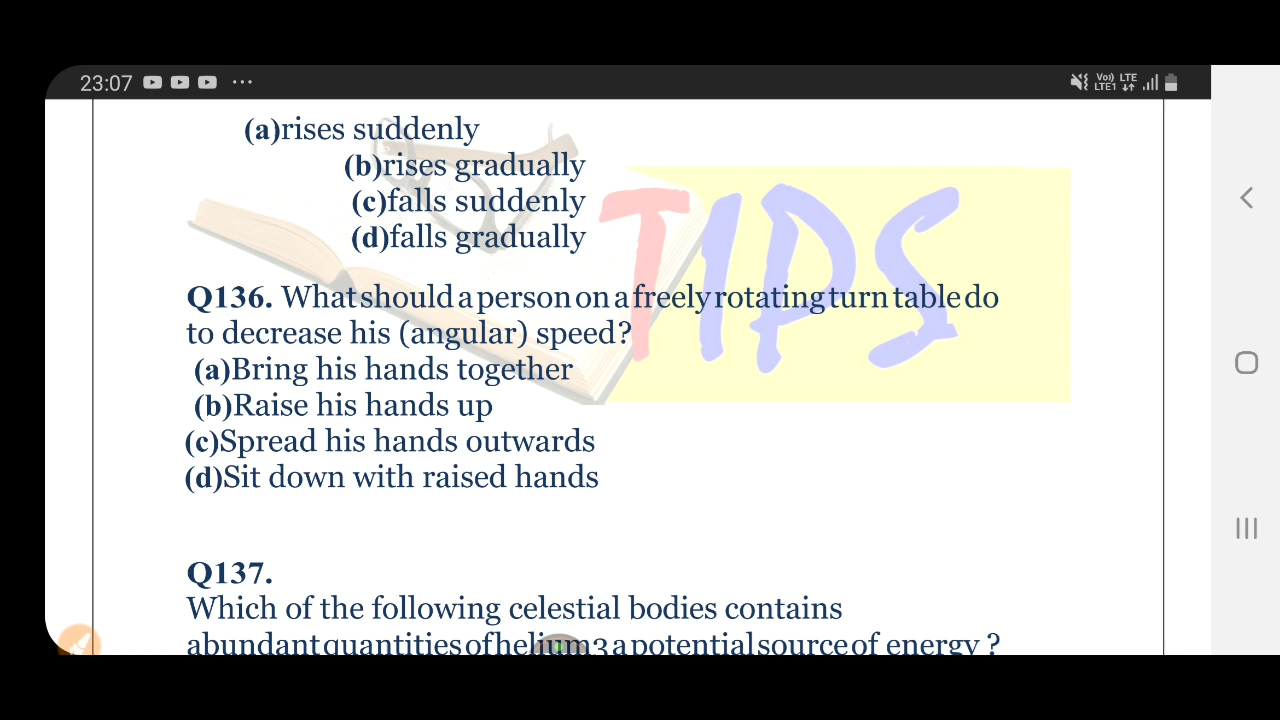 23:07
Vo)) LTE
LTE1
(a)rises suddenly
(b)rises gradually
(c)falls suddenly
(d)falls gradually
TIPS
Q136. What should a person on a freely rotating turn table do
to decrease his (angular) speed?
(a)Bring his hands together
(b)Raise his hands up
(c)Spread his hands outwards
(d)Sit down with raised hands
Q137.
Which of the following celestial bodies contains
abundant quantities of helium 3 a potential source of energy ?